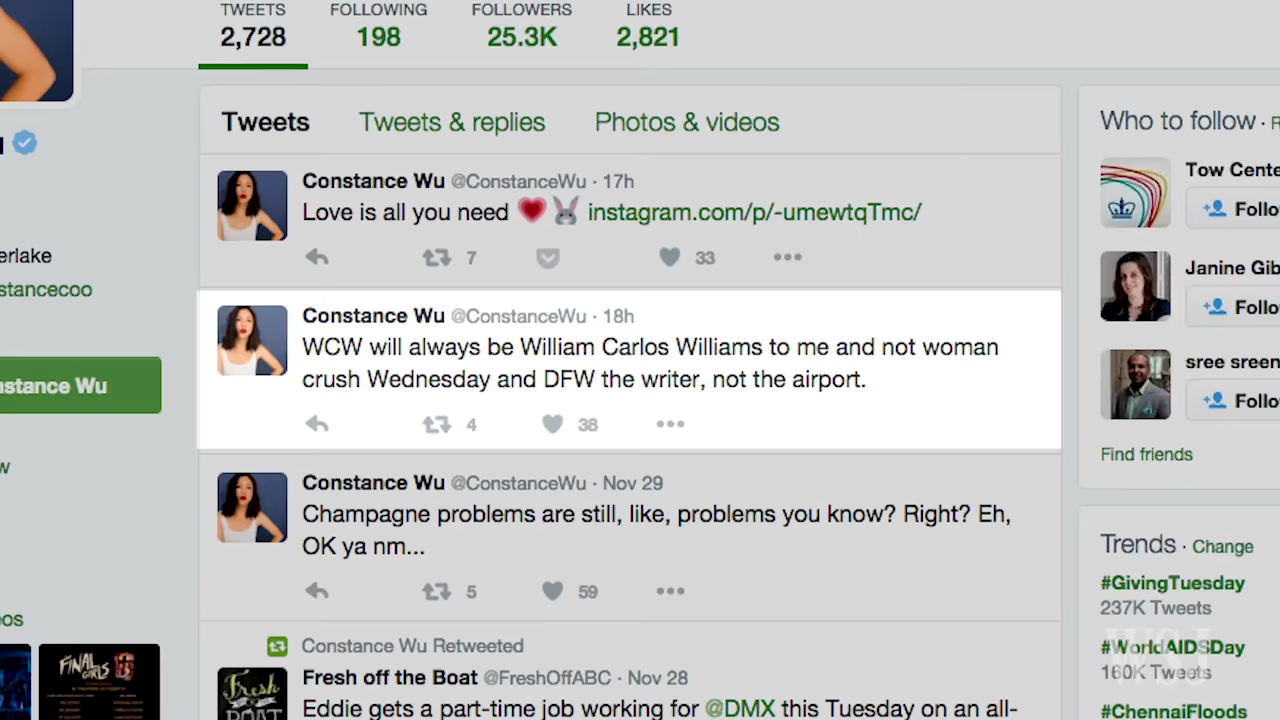 TWEETS FOLLOWING FOLLOWERS LIKES
2,728 198 25.3K 2,821
Tweets Tweets & replies Photos & videos
Constance Wu @ConstanceWu · 17h
Love is all you need ❤ 🐰 instagram.com/p/-umewtqTmc/
7 33
Constance Wu @ConstanceWu · 18h
WCW will always be William Carlos Williams to me and not woman
crush Wednesday and DFW the writer, not the airport.
4 38
Constance Wu @ConstanceWu · Nov 29
Champagne problems are still, like, problems you know? Right? Eh,
OK ya nm...
5 59
Constance Wu Retweeted
Fresh off the Boat @FreshOffABC · Nov 28
Eddie gets a part-time job working for @DMX this Tuesday on an all-
Fresh
BOAT
erlake
stancecoo
nstance Wu
w
os
FINAL
GIRLS
Who to follow · R
Tow Cente
Follo
Janine Gib
Follo
sree sreen
Follo
Find friends
Trends · Change
#GivingTuesday
237K Tweets
#WorldAIDSDay
160K Tweets
#ChennaiFloods
WSJ